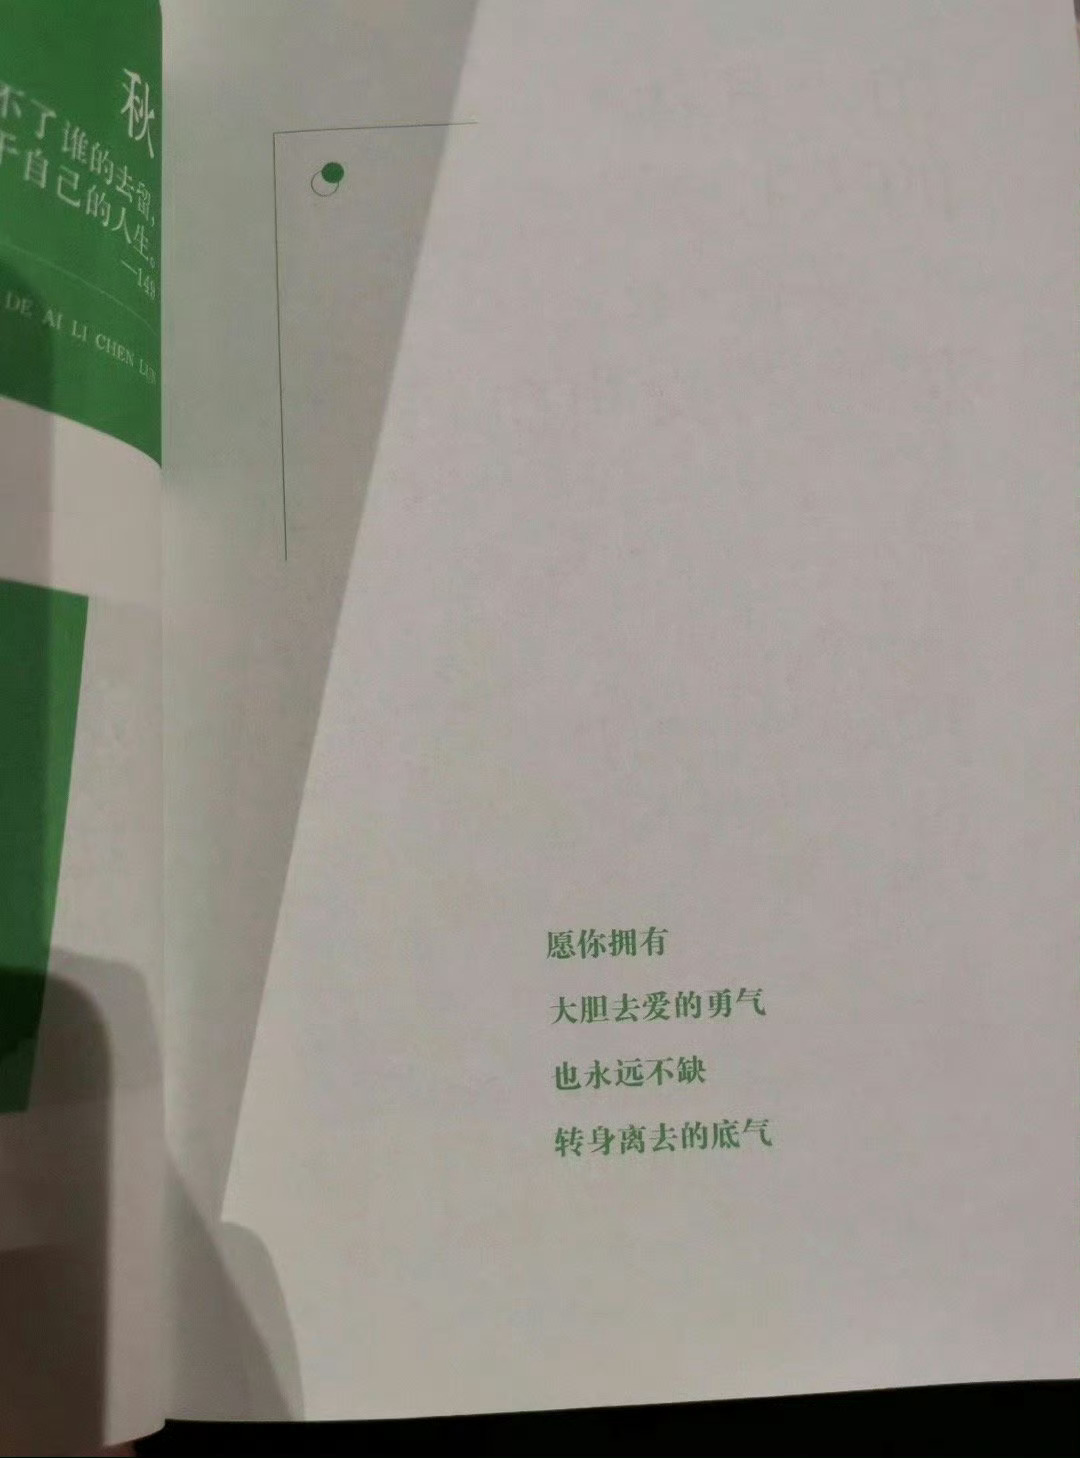 秋
不了谁的去留，
于自己的人生。
—149
DE AI LI CHEN LUN
愿你拥有
大胆去爱的勇气
也永远不缺
转身离去的底气